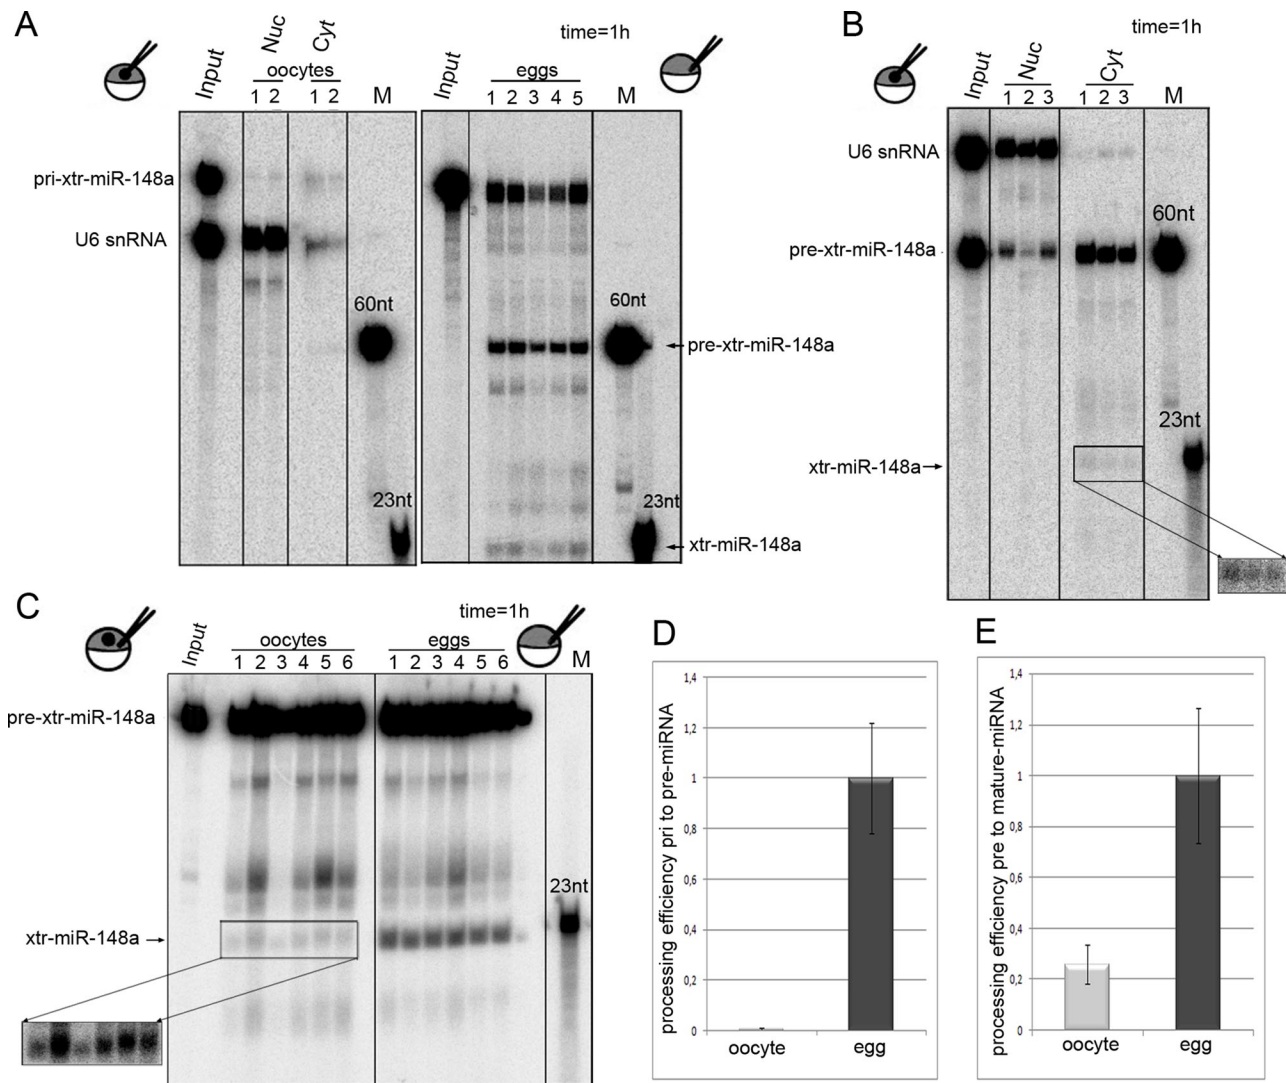 A
Input
Nuc
Cyt
oocytes
1 2
1 2
M
time=1h
Input
eggs
1 2 3 4 5
M
pri-xtr-miR-148a
U6 snRNA
60nt
23nt
60nt
pre-xtr-miR-148a
23nt
xtr-miR-148a
B
time=1h
Input
Nuc
Cyt
1 2 3
1 2 3
M
U6 snRNA
pre-xtr-miR-148a
60nt
23nt
xtr-miR-148a
C
time=1h
Input
oocytes
1 2 3 4 5 6
eggs
1 2 3 4 5 6
M
pre-xtr-miR-148a
23nt
xtr-miR-148a
D
processing efficiency pri to pre-miRNA
1,4
1,2
1
0,8
0,6
0,4
0,2
0
oocyte
egg
E
processing efficiency pre to mature-miRNA
1,4
1,2
1
0,8
0,6
0,4
0,2
0
oocyte
egg